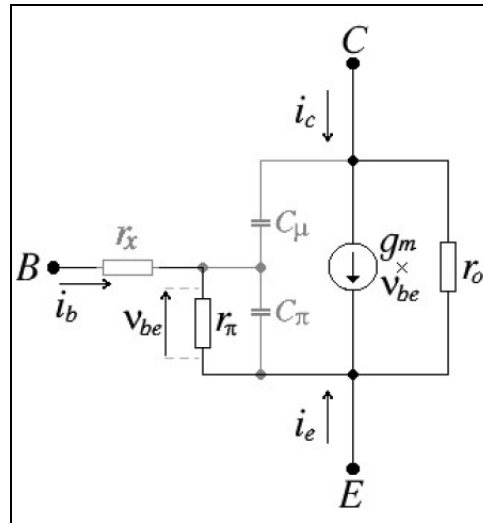 C
i_c
C_μ
r_x
g_m
×
B
r_o
v_be
i_b
v_be
r_π
C_π
i_e
E